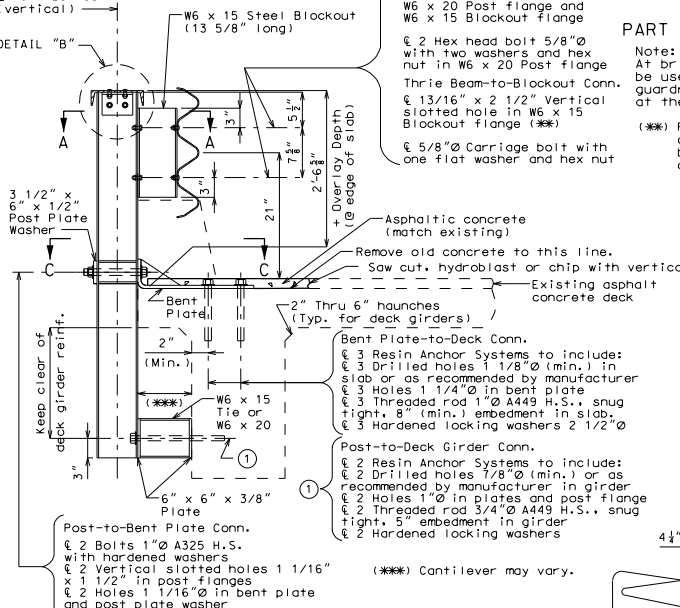 (vertical)
DETAIL "B"
W6 x 15 Steel Blockout
(13 5/8" long)
W6 x 20 Post flange and
W6 x 15 Blockout flange
℄ 2 Hex head bolt 5/8"Ø
with two washers and hex
nut in W6 x 20 Post flange
Thrie Beam-to-Blockout Conn.
℄ 13/16" x 2 1/2" Vertical
slotted hole in W6 x 15
Blockout flange (**)
℄ 5/8"Ø Carriage bolt with
one flat washer and hex nut
PART
Note:
At br
be use
guardr
at the
(**) F
A
A
3"
5 1/2"
7 5/8"
3"
21"
2'-6 5/8"
+ Overlay Depth
(@ edge of slab)
3 1/2" x
6" x 1/2"
Post Plate
Washer
C
C
Asphaltic concrete
(match existing)
Remove old concrete to this line.
Saw cut, hydroblast or chip with vertic
Existing asphalt
concrete deck
Bent
Plate
2" Thru 6" haunches
(Typ. for deck girders)
2"
(Min.)
Keep clear of
deck girder reinf.
(***)
W6 x 15
Tie or
W6 x 20
1
3"
6" x 6" x 3/8"
Plate
Bent Plate-to-Deck Conn.
℄ 3 Resin Anchor Systems to include:
℄ 3 Drilled holes 1 1/8"Ø (min.) in
slab or as recommended by manufacturer
℄ 3 Holes 1 1/4"Ø in bent plate
℄ 3 Threaded rod 1"Ø A449 H.S., snug
tight, 8" (min.) embedment in slab.
℄ 3 Hardened locking washers 2 1/2"Ø
1
Post-to-Deck Girder Conn.
℄ 2 Resin Anchor Systems to include:
℄ 2 Drilled holes 7/8"Ø (min.) or as
recommended by manufacturer in girder
℄ 2 Holes 1"Ø in plates and post flange
℄ 2 Threaded rod 3/4"Ø A449 H.S., snug
tight, 5" embedment in girder
℄ 2 Hardened locking washers
Post-to-Bent Plate Conn.
℄ 2 Bolts 1"Ø A325 H.S.
with hardened washers
℄ 2 Vertical slotted holes 1 1/16"
x 1 1/2" in post flanges
℄ 2 Holes 1 1/16"Ø in bent plate
and post plate washer
(***) Cantilever may vary.
4 1/4"